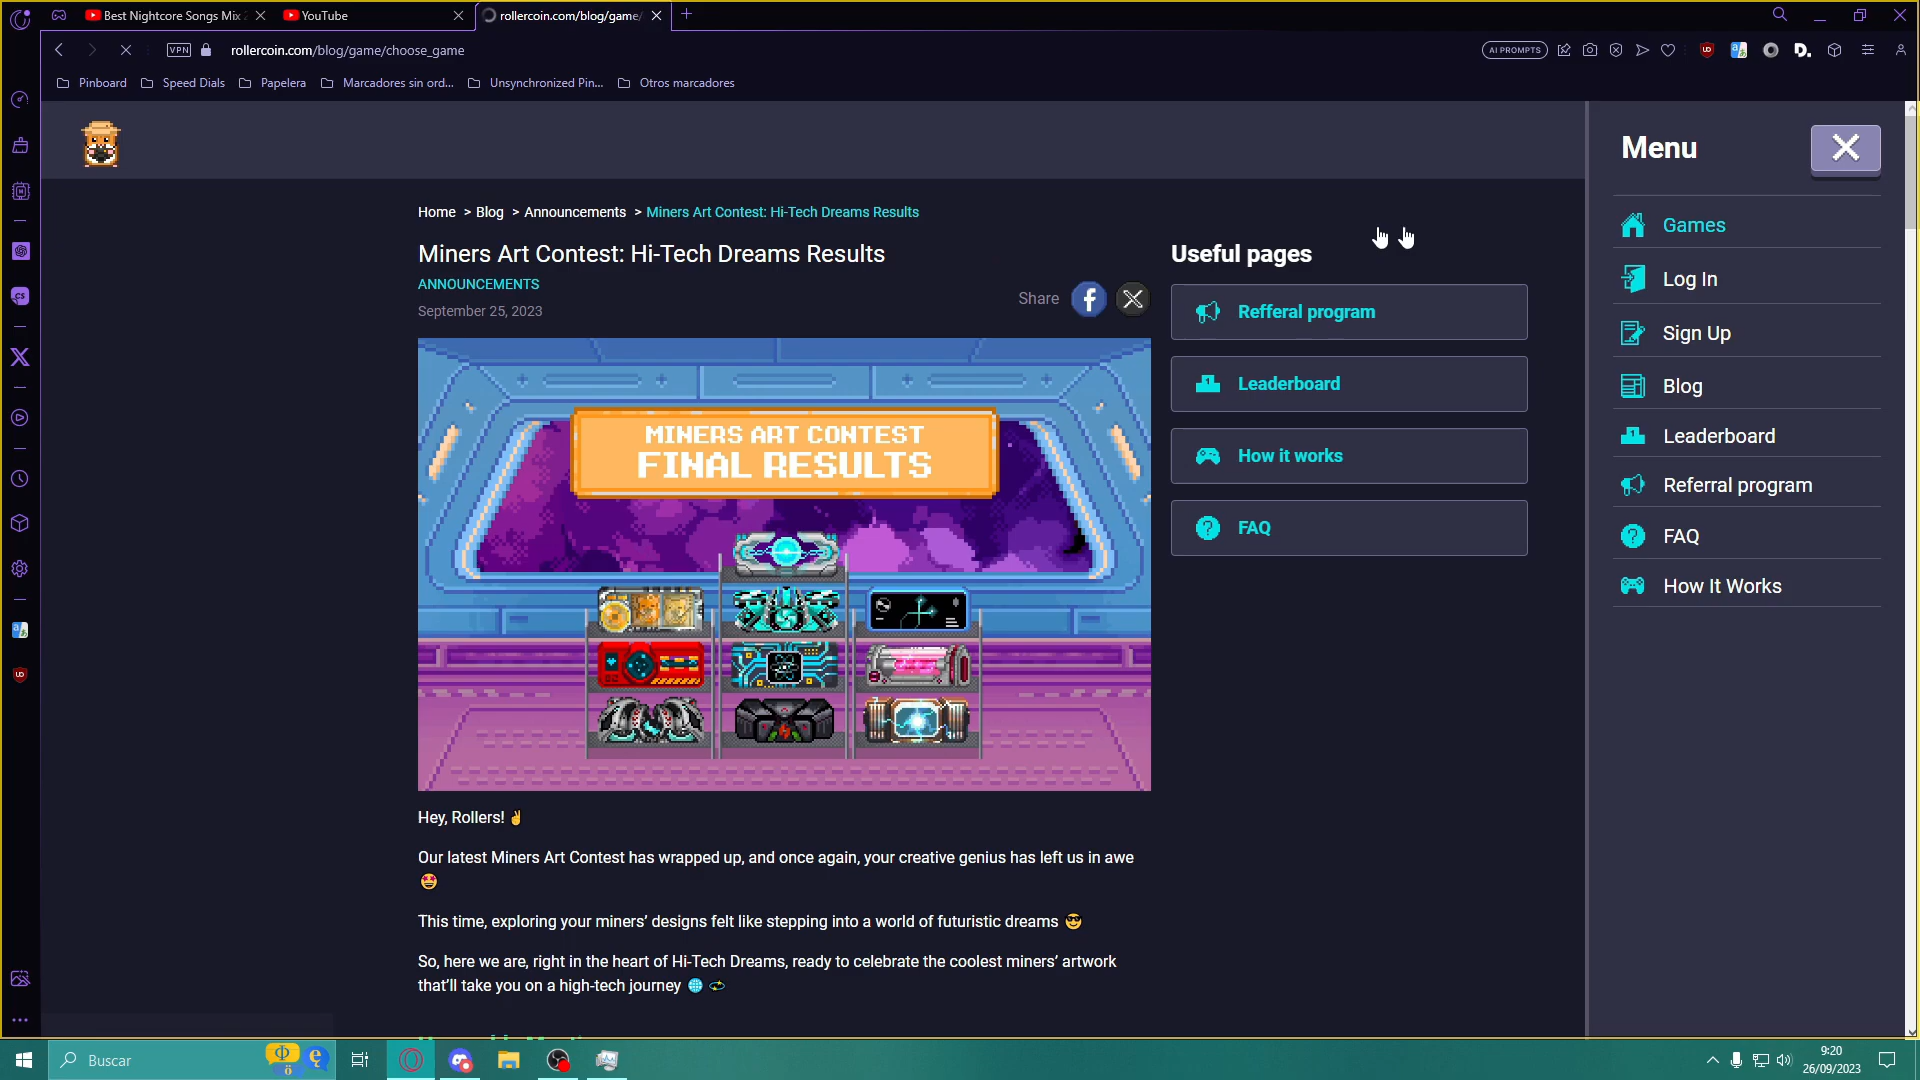 Best Nightcore Songs Mix
YouTube
rollercoin.com/blog/game/
VPN
rollercoin.com/blog/game/choose_game
AI PROMPTS
Pinboard
Speed Dials
Papelera
Marcadores sin ord...
Unsynchronized Pin...
Otros marcadores
Menu
Home > Blog > Announcements > Miners Art Contest: Hi-Tech Dreams Results
Miners Art Contest: Hi-Tech Dreams Results
ANNOUNCEMENTS
September 25, 2023
Share
MINERS ART CONTEST
FINAL RESULTS
Hey, Rollers! ✌
Our latest Miners Art Contest has wrapped up, and once again, your creative genius has left us in awe
🤩
This time, exploring your miners’ designs felt like stepping into a world of futuristic dreams 😎
So, here we are, right in the heart of Hi-Tech Dreams, ready to celebrate the coolest miners’ artwork
that’ll take you on a high-tech journey 🌐 💫
Useful pages
Refferal program
Leaderboard
How it works
FAQ
Games
Log In
Sign Up
Blog
Leaderboard
Referral program
FAQ
How It Works
Buscar
9:20
26/09/2023